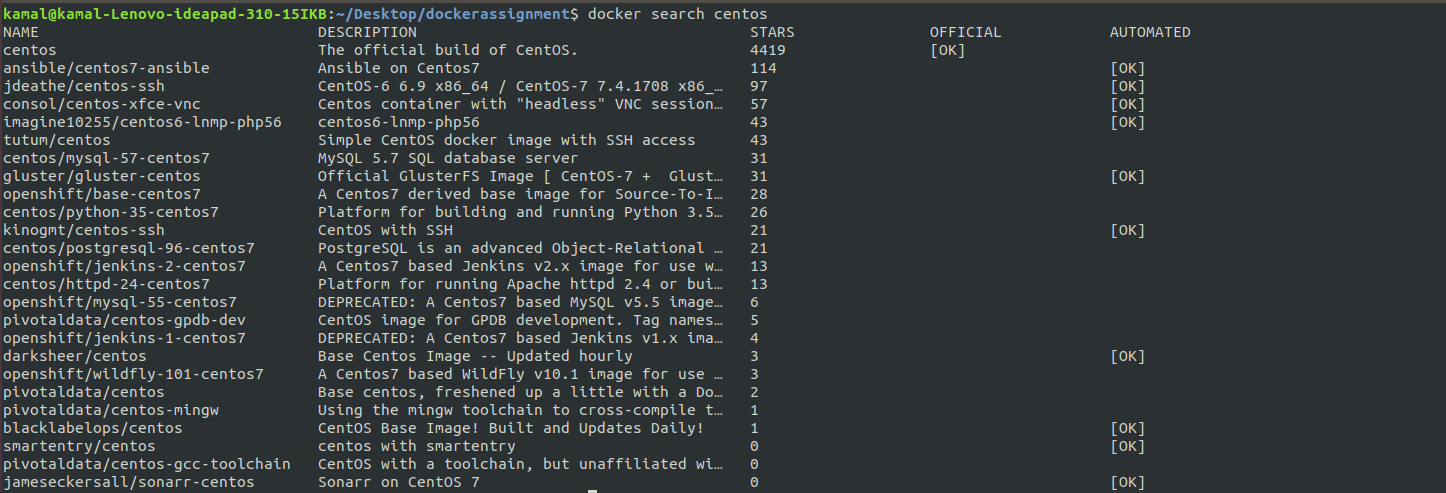 kamal@kamal-Lenovo-ideapad-310-15IKB:~/Desktop/dockerassignment$ docker search centos
NAME DESCRIPTION STARS OFFICIAL AUTOMATED
centos The official build of CentOS. 4419 [OK]
ansible/centos7-ansible Ansible on Centos7 114 [OK]
jdeathe/centos-ssh CentOS-6 6.9 x86_64 / CentOS-7 7.4.1708 x86_… 97 [OK]
consol/centos-xfce-vnc Centos container with "headless" VNC session… 57 [OK]
imagine10255/centos6-lnmp-php56 centos6-lnmp-php56 43 [OK]
tutum/centos Simple CentOS docker image with SSH access 43
centos/mysql-57-centos7 MySQL 5.7 SQL database server 31
gluster/gluster-centos Official GlusterFS Image [ CentOS-7 + Glust… 31 [OK]
openshift/base-centos7 A Centos7 derived base image for Source-To-I… 28
centos/python-35-centos7 Platform for building and running Python 3.5… 26
kinogmt/centos-ssh CentOS with SSH 21 [OK]
centos/postgresql-96-centos7 PostgreSQL is an advanced Object-Relational … 21
openshift/jenkins-2-centos7 A Centos7 based Jenkins v2.x image for use w… 13
centos/httpd-24-centos7 Platform for running Apache httpd 2.4 or bui… 13
openshift/mysql-55-centos7 DEPRECATED: A Centos7 based MySQL v5.5 image… 6
pivotaldata/centos-gpdb-dev CentOS image for GPDB development. Tag names… 5
openshift/jenkins-1-centos7 DEPRECATED: A Centos7 based Jenkins v1.x ima… 4
darksheer/centos Base Centos Image -- Updated hourly 3 [OK]
openshift/wildfly-101-centos7 A Centos7 based WildFly v10.1 image for use … 3
pivotaldata/centos Base centos, freshened up a little with a Do… 2
pivotaldata/centos-mingw Using the mingw toolchain to cross-compile t… 1
blacklabelops/centos CentOS Base Image! Built and Updates Daily! 1 [OK]
smartentry/centos centos with smartentry 0 [OK]
pivotaldata/centos-gcc-toolchain CentOS with a toolchain, but unaffiliated wi… 0
jameseckersall/sonarr-centos Sonarr on CentOS 7 0 [OK]